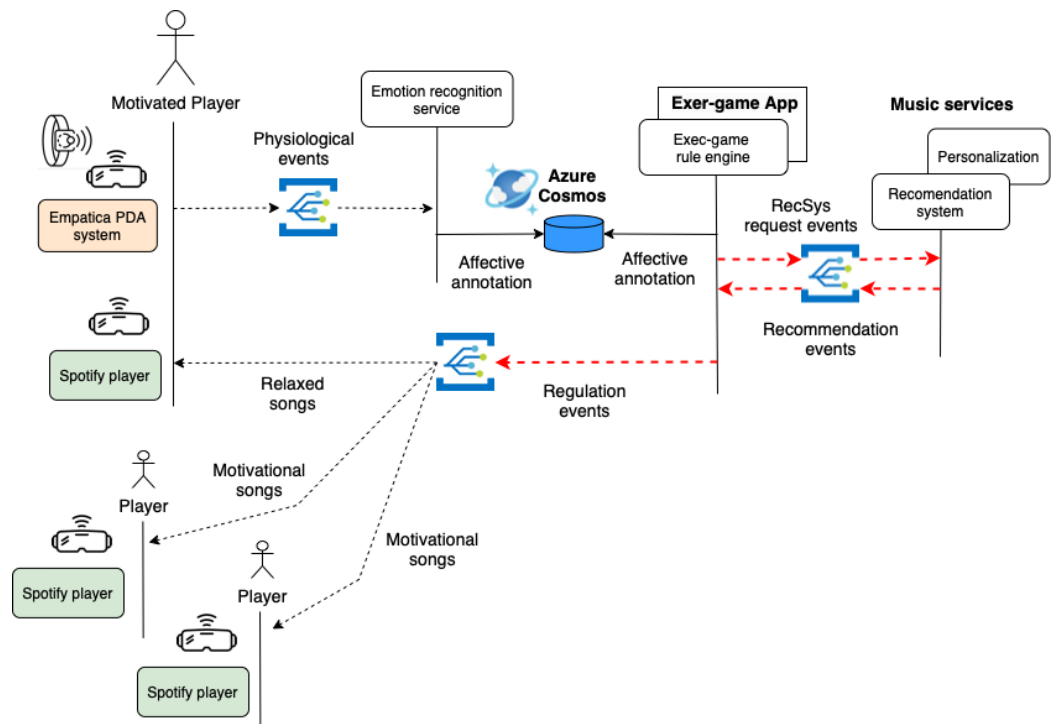 Motivated Player
Empatica PDA
system
Physiological
events
Emotion recognition
service
Azure
Cosmos
Affective
annotation
Affective
annotation
Exer-game App
Exec-game
rule engine
Music services
Personalization
Recomendation
system
RecSys
request events
Recommendation
events
Spotify player
Relaxed
songs
Regulation
events
Motivational
songs
Player
Spotify player
Motivational
songs
Player
Spotify player